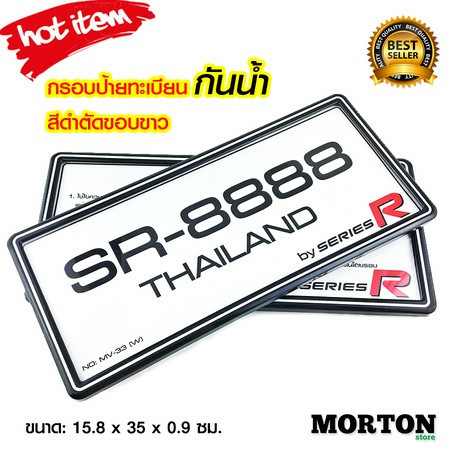 hot item
BEST QUALITY
BEST
SELLER
กรอบป้ายทะเบียน กันน้ำ
สีดำตัดขอบขาว
SR-8888
THAILAND
by SERIES R
NO: MV-33 (W)
SERIES R
ขนาด: 15.8 x 35 x 0.9 ซม.
MORTON
store